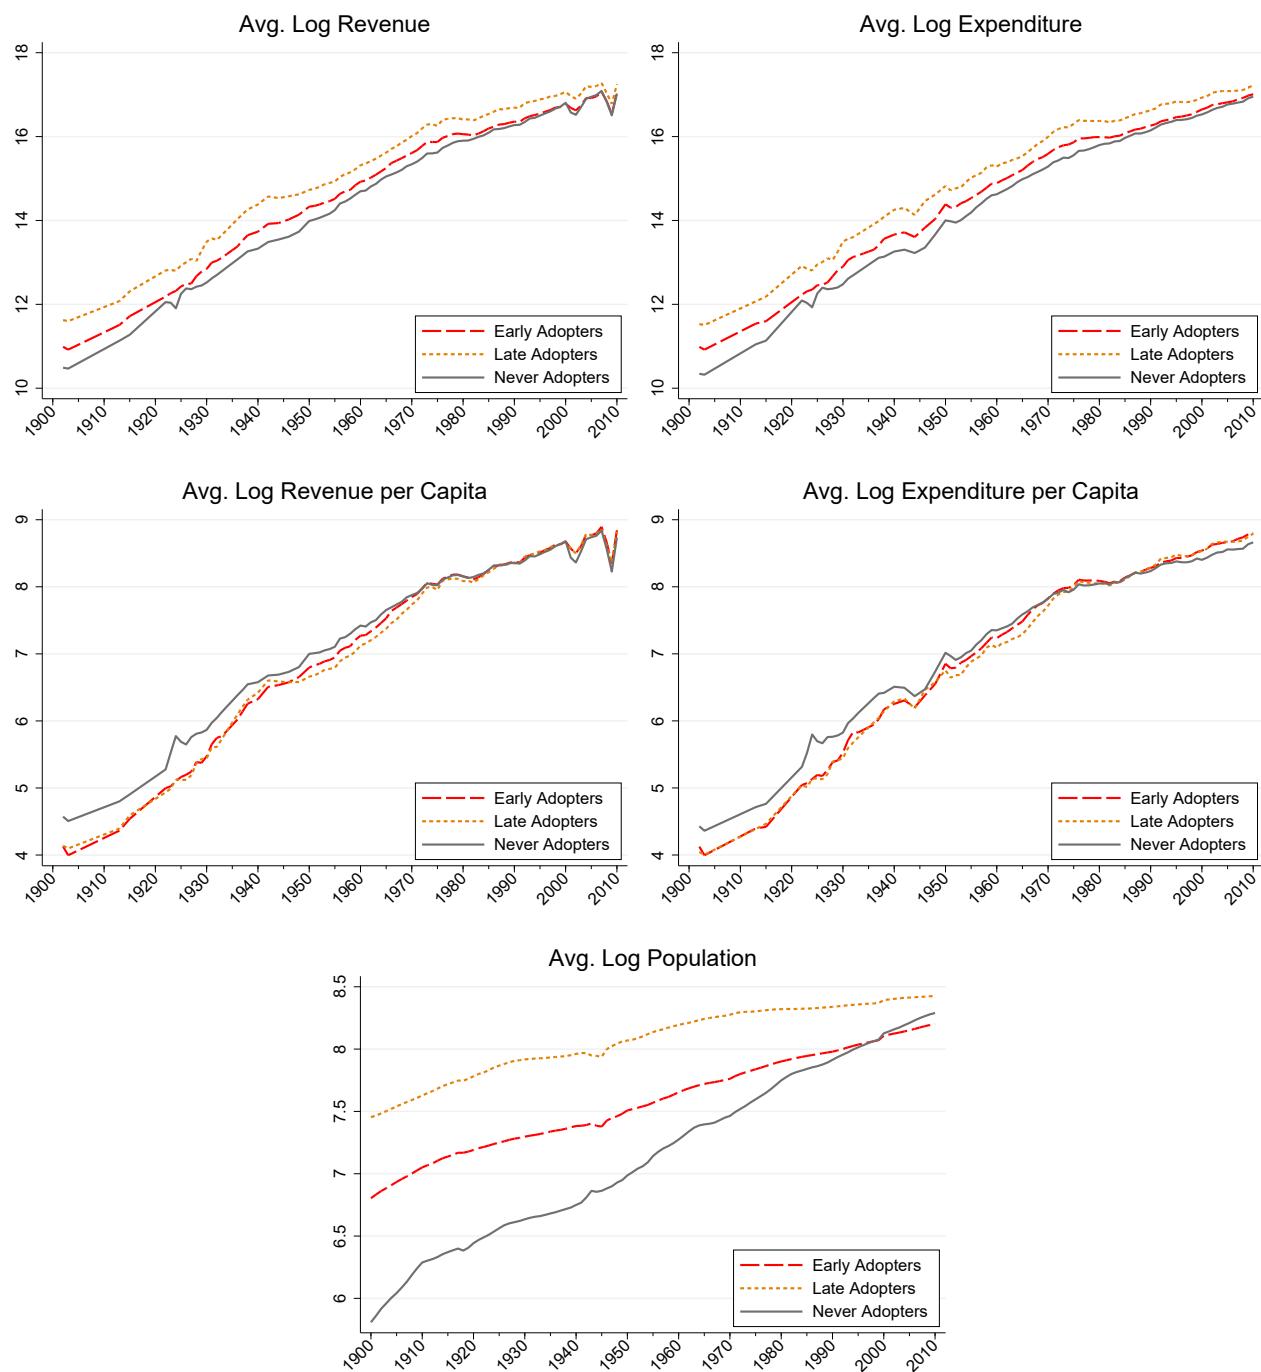 Avg. Log Revenue
18
16
14
12
10
1900 1910 1920 1930 1940 1950 1960 1970 1980 1990 2000 2010
Early Adopters
Late Adopters
Never Adopters
Avg. Log Expenditure
18
16
14
12
10
1900 1910 1920 1930 1940 1950 1960 1970 1980 1990 2000 2010
Early Adopters
Late Adopters
Never Adopters
Avg. Log Revenue per Capita
9
8
7
6
5
4
1900 1910 1920 1930 1940 1950 1960 1970 1980 1990 2000 2010
Early Adopters
Late Adopters
Never Adopters
Avg. Log Expenditure per Capita
9
8
7
6
5
4
1900 1910 1920 1930 1940 1950 1960 1970 1980 1990 2000 2010
Early Adopters
Late Adopters
Never Adopters
Avg. Log Population
8.5
8
7.5
7
6.5
6
1900 1910 1920 1930 1940 1950 1960 1970 1980 1990 2000 2010
Early Adopters
Late Adopters
Never Adopters